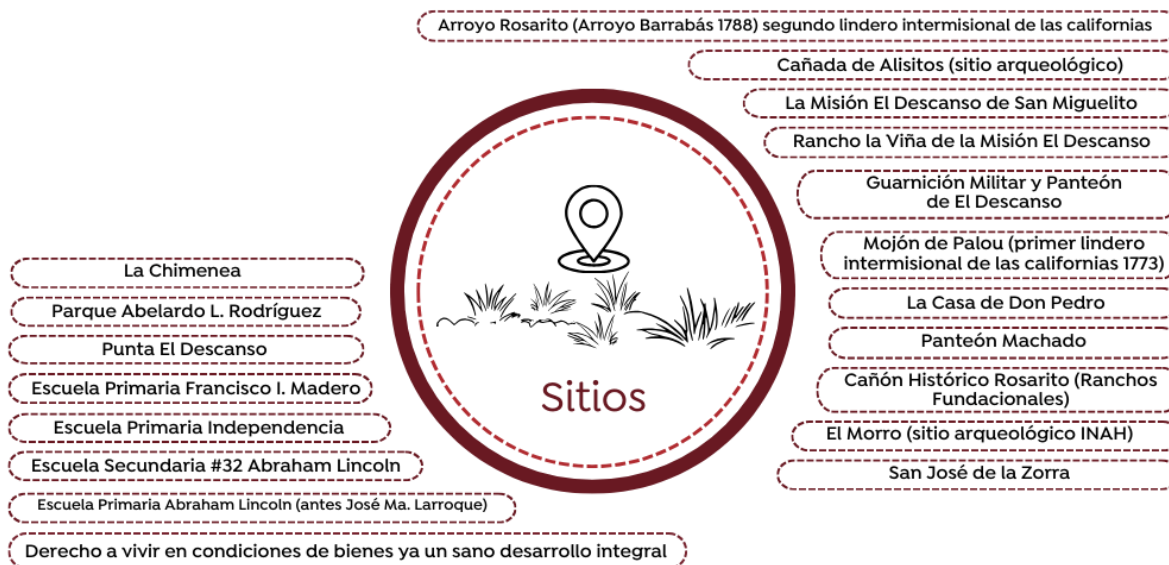 Arroyo Rosarito (Arroyo Barrabás 1788) segundo lindero intermisional de las californias
Cañada de Alisitos (sitio arqueológico)
La Misión El Descanso de San Miguelito
Rancho la Viña de la Misión El Descanso
Guarnición Militar y Panteón
de El Descanso
Mojón de Palou (primer lindero
intermisional de las californias 1773)
La Casa de Don Pedro
Panteón Machado
Cañón Histórico Rosarito (Ranchos
Fundacionales)
El Morro (sitio arqueológico INAH)
San José de la Zorra
Sitios
La Chimenea
Parque Abelardo L. Rodríguez
Punta El Descanso
Escuela Primaria Francisco I. Madero
Escuela Primaria Independencia
Escuela Secundaria #32 Abraham Lincoln
Escuela Primaria Abraham Lincoln (antes José Ma. Larroque)
Derecho a vivir en condiciones de bienes ya un sano desarrollo integral